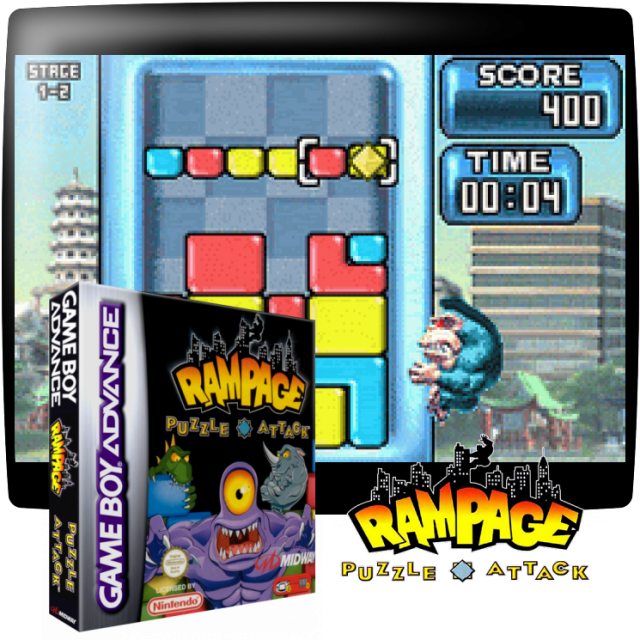 STAGE
1-2
SCORE
400
TIME
00:04
GAME BOY
ADVANCE
RAMPAGE
PUZZLE
ATTACK
MIDWAY
GAME BOY ADVANCE
RAMPAGE
PUZZLE ATTACK
MIDWAY
LICENSED BY
Nintendo
RAMPAGE
PUZZLE ATTACK